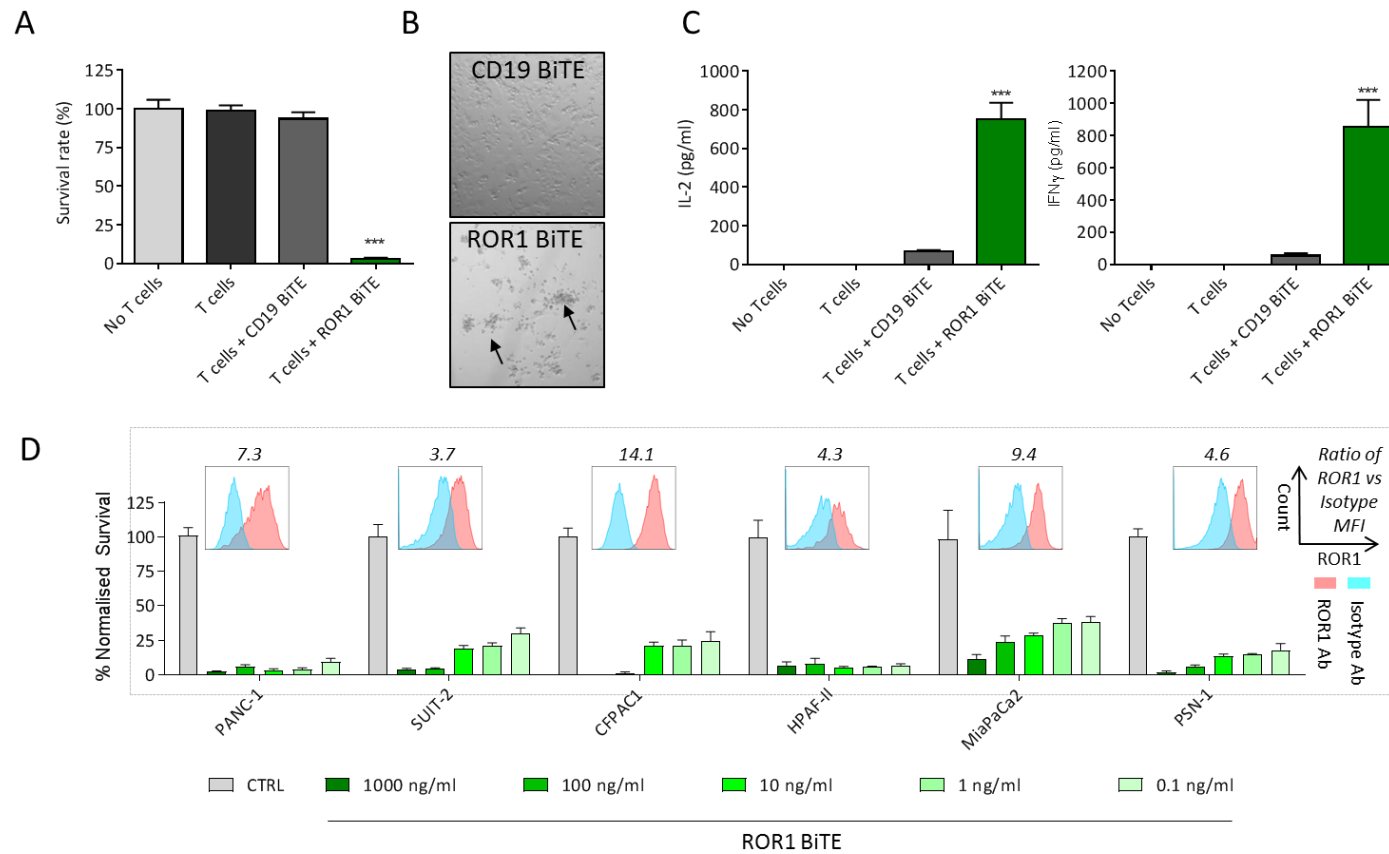 A
Survival rate (%)
125
100
75
50
25
0
***
No T cells
T cells
T cells + CD19 BiTE
T cells + ROR1 BiTE
B
CD19 BiTE
ROR1 BiTE
C
IL-2 (pg/ml)
1000
800
600
400
200
0
***
No Tcells
T cells
T cells + CD19 BiTE
T cells + ROR1 BiTE
IFNγ (pg/ml)
1200
1000
800
600
400
200
0
***
No T cells
T cells
T cells + CD19 BiTE
T cells + ROR1 BiTE
D
7.3
3.7
14.1
4.3
9.4
4.6
Ratio of
ROR1 vs
Isotype
MFI
Count
ROR1
ROR1 Ab
Isotype Ab
% Normalised Survival
125
100
75
50
25
0
PANC-1
SUIT-2
CFPAC1
HPAF-II
MiaPaCa2
PSN-1
CTRL
1000 ng/ml
100 ng/ml
10 ng/ml
1 ng/ml
0.1 ng/ml
ROR1 BiTE